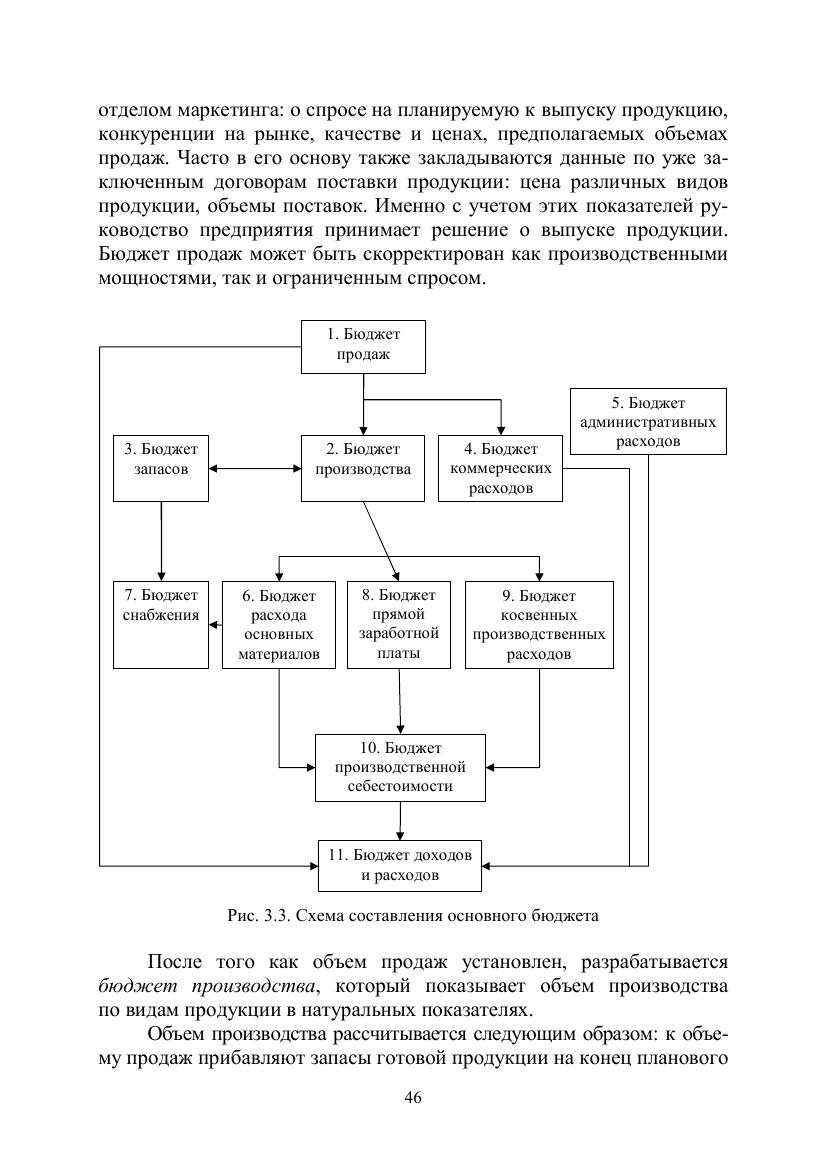 отделом маркетинга: о спросе на планируемую к выпуску продукцию,
конкуренции на рынке, качестве и ценах, предполагаемых объемах
продаж. Часто в его основу также закладываются данные по уже за-
ключенным договорам поставки продукции: цена различных видов
продукции, объемы поставок. Именно с учетом этих показателей ру-
ководство предприятия принимает решение о выпуске продукции.
Бюджет продаж может быть скорректирован как производственными
мощностями, так и ограниченным спросом.
1. Бюджет
продаж
5. Бюджет
административных
расходов
3. Бюджет
запасов
2. Бюджет
производства
4. Бюджет
коммерческих
расходов
7. Бюджет
снабжения
6. Бюджет
расхода
основных
материалов
8. Бюджет
прямой
заработной
платы
9. Бюджет
косвенных
производственных
расходов
10. Бюджет
производственной
себестоимости
11. Бюджет доходов
и расходов
Рис. 3.3. Схема составления основного бюджета
После того как объем продаж установлен, разрабатывается
бюджет производства, который показывает объем производства
по видам продукции в натуральных показателях.
Объем производства рассчитывается следующим образом: к объе-
му продаж прибавляют запасы готовой продукции на конец планового
46